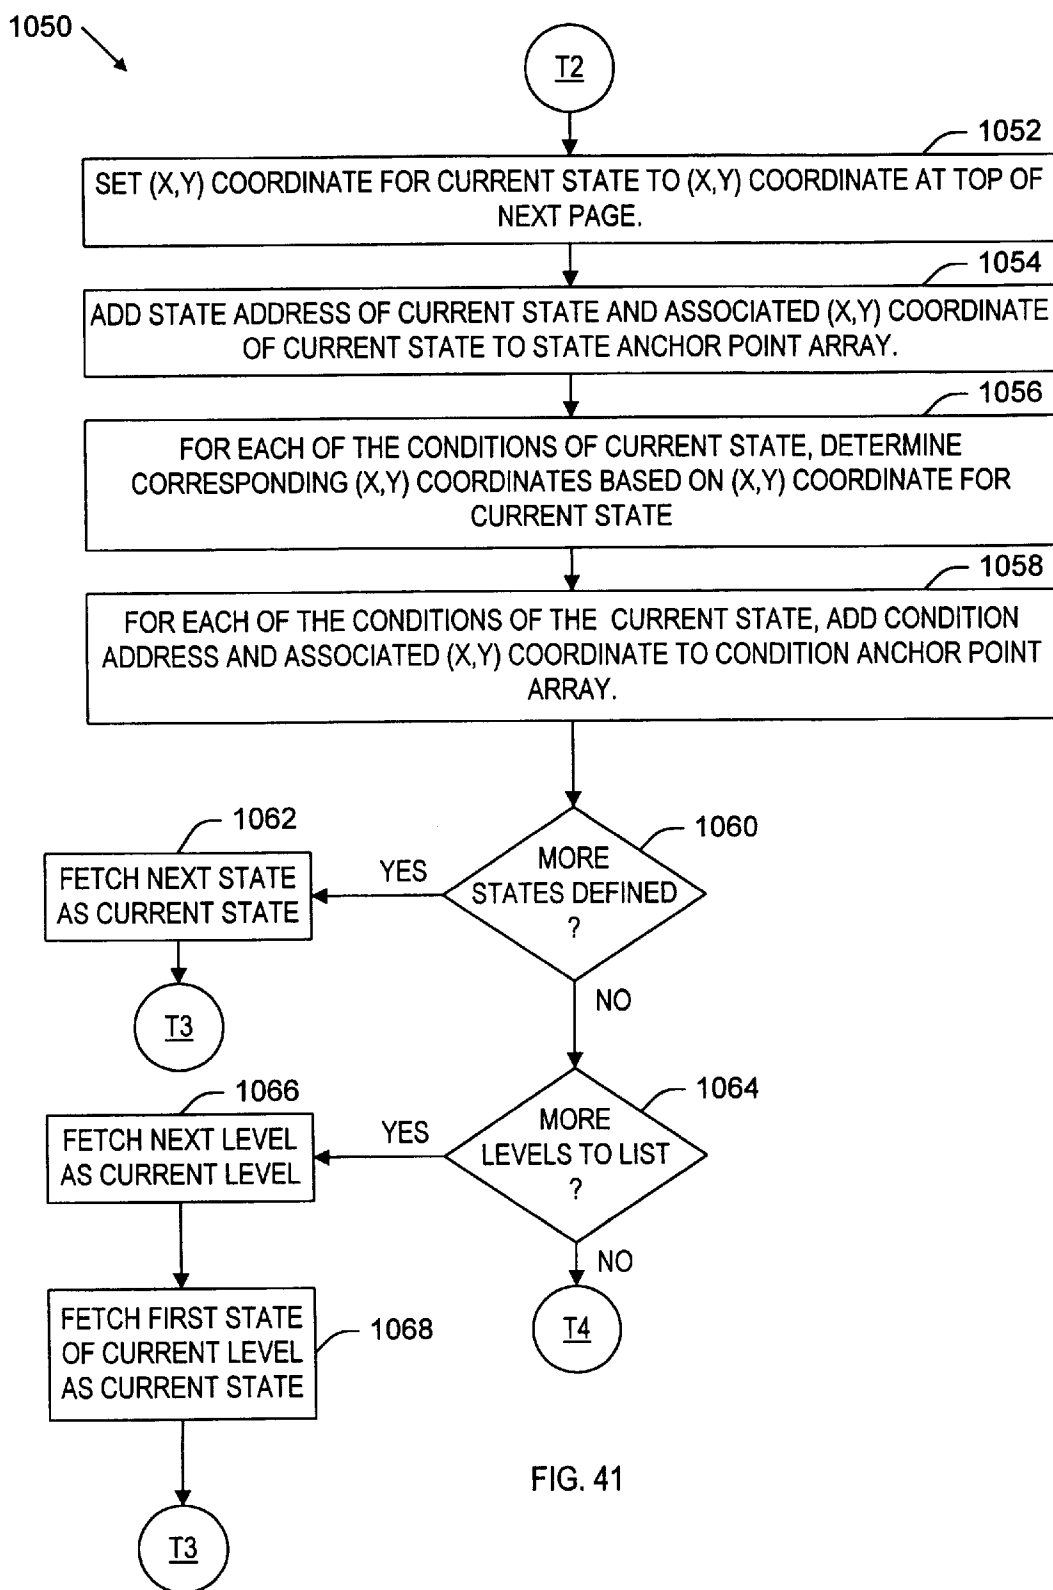 1050
T2
1052
SET (X,Y) COORDINATE FOR CURRENT STATE TO (X,Y) COORDINATE AT TOP OF
NEXT PAGE.
1054
ADD STATE ADDRESS OF CURRENT STATE AND ASSOCIATED (X,Y) COORDINATE
OF CURRENT STATE TO STATE ANCHOR POINT ARRAY.
1056
FOR EACH OF THE CONDITIONS OF CURRENT STATE, DETERMINE
CORRESPONDING (X,Y) COORDINATES BASED ON (X,Y) COORDINATE FOR
CURRENT STATE
1058
FOR EACH OF THE CONDITIONS OF THE CURRENT STATE, ADD CONDITION
ADDRESS AND ASSOCIATED (X,Y) COORDINATE TO CONDITION ANCHOR POINT
ARRAY.
1060
MORE
STATES DEFINED
?
YES
1062
FETCH NEXT STATE
AS CURRENT STATE
T3
NO
1064
MORE
LEVELS TO LIST
?
YES
1066
FETCH NEXT LEVEL
AS CURRENT LEVEL
NO
T4
1068
FETCH FIRST STATE
OF CURRENT LEVEL
AS CURRENT STATE
T3
FIG. 41